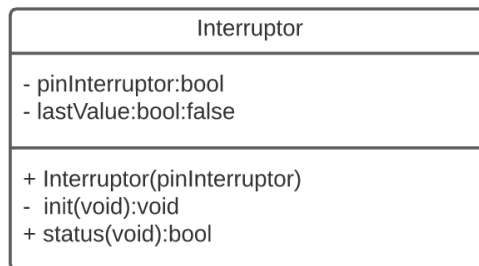 Interruptor
- pinInterruptor:bool
- lastValue:bool:false
+ Interruptor(pinInterruptor)
- init(void):void
+ status(void):bool